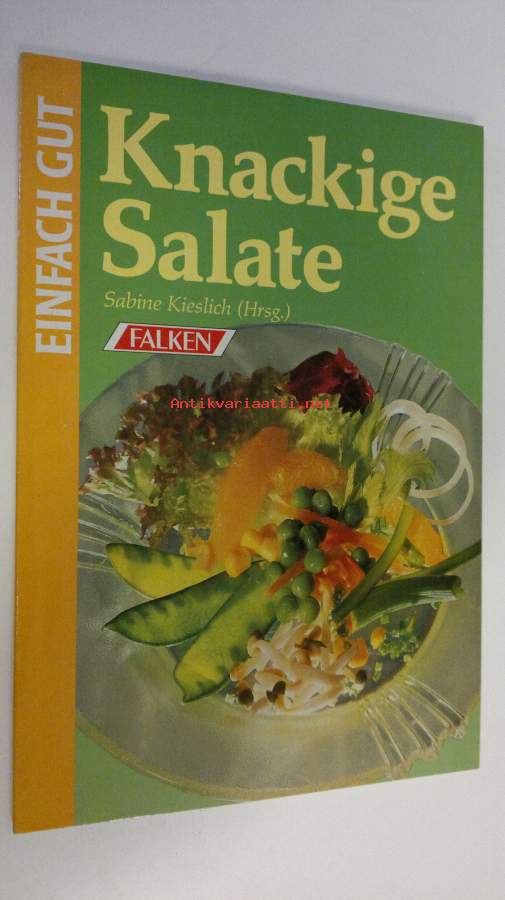 EINFACH GUT
Knackige
Salate
Sabine Kieslich (Hrsg.)
FALKEN
Antikvariaatti.net